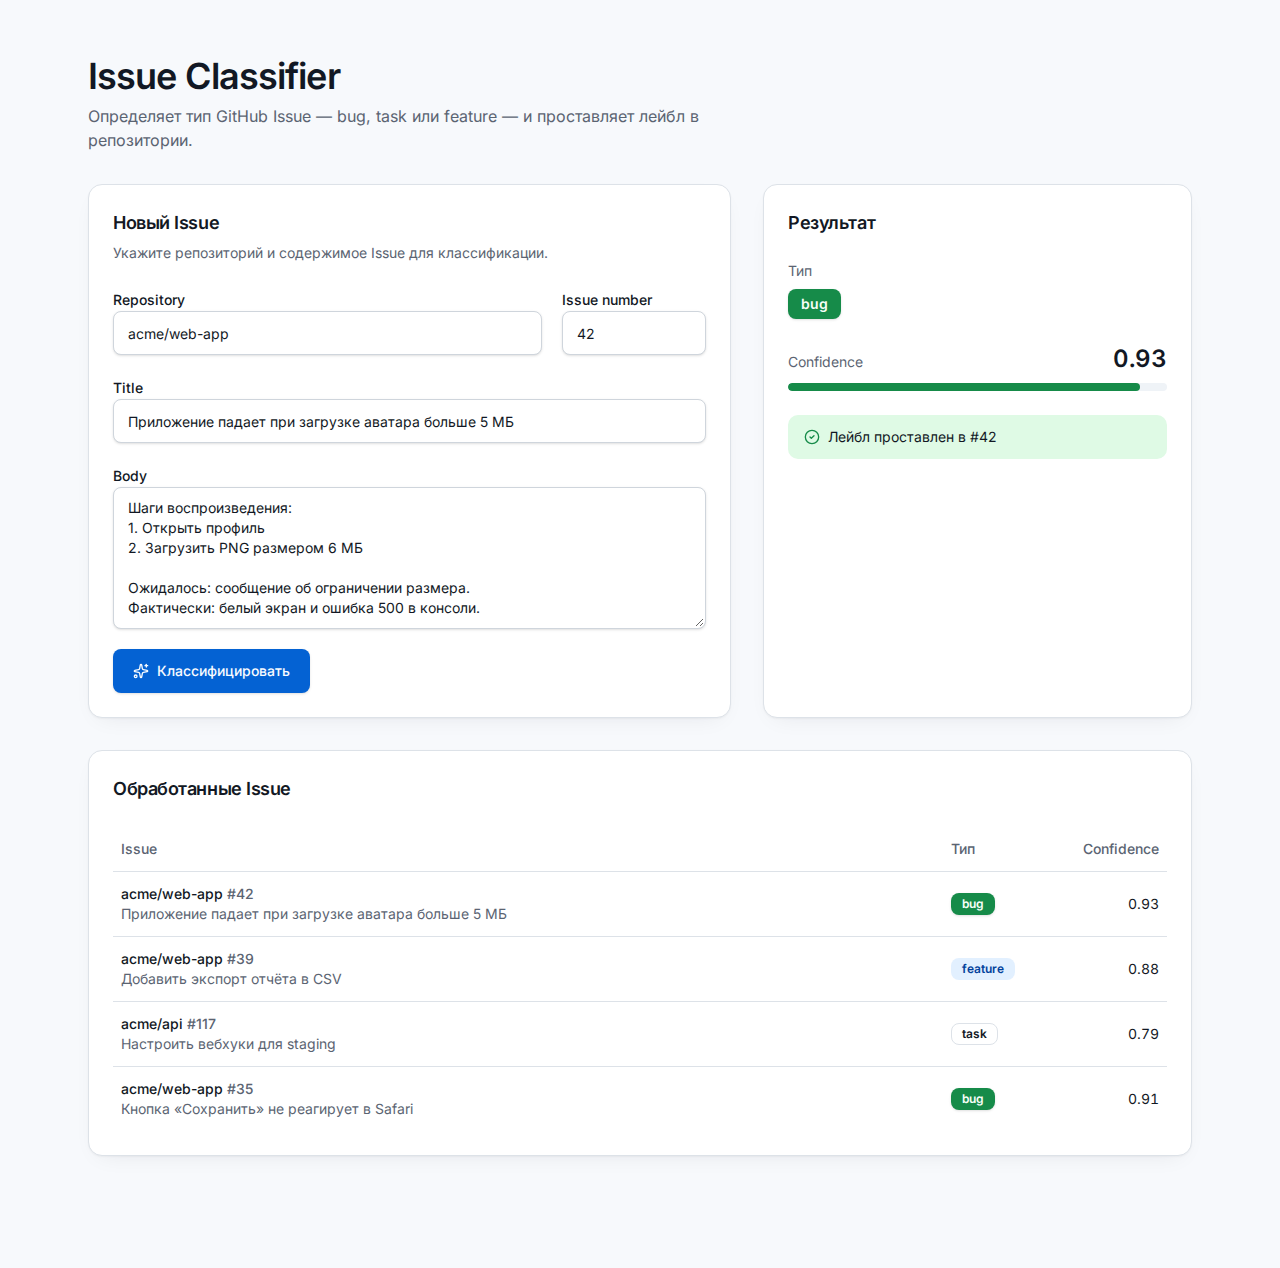 Issue Classifier
Определяет тип GitHub Issue — bug, task или feature — и проставляет лейбл в
репозитории.
Новый Issue
Укажите репозиторий и содержимое Issue для классификации.
Repository
acme/web-app
Issue number
42
Title
Приложение падает при загрузке аватара больше 5 МБ
Body
Шаги воспроизведения:
1. Открыть профиль
2. Загрузить PNG размером 6 МБ
Ожидалось: сообщение об ограничении размера.
Фактически: белый экран и ошибка 500 в консоли.
Классифицировать
Результат
Тип
bug
Confidence 0.93
Лейбл проставлен в #42
Обработанные Issue
Issue Тип Confidence
acme/web-app #42
Приложение падает при загрузке аватара больше 5 МБ
bug 0.93
acme/web-app #39
Добавить экспорт отчёта в CSV
feature 0.88
acme/api #117
Настроить вебхуки для staging
task 0.79
acme/web-app #35
Кнопка «Сохранить» не реагирует в Safari
bug 0.91